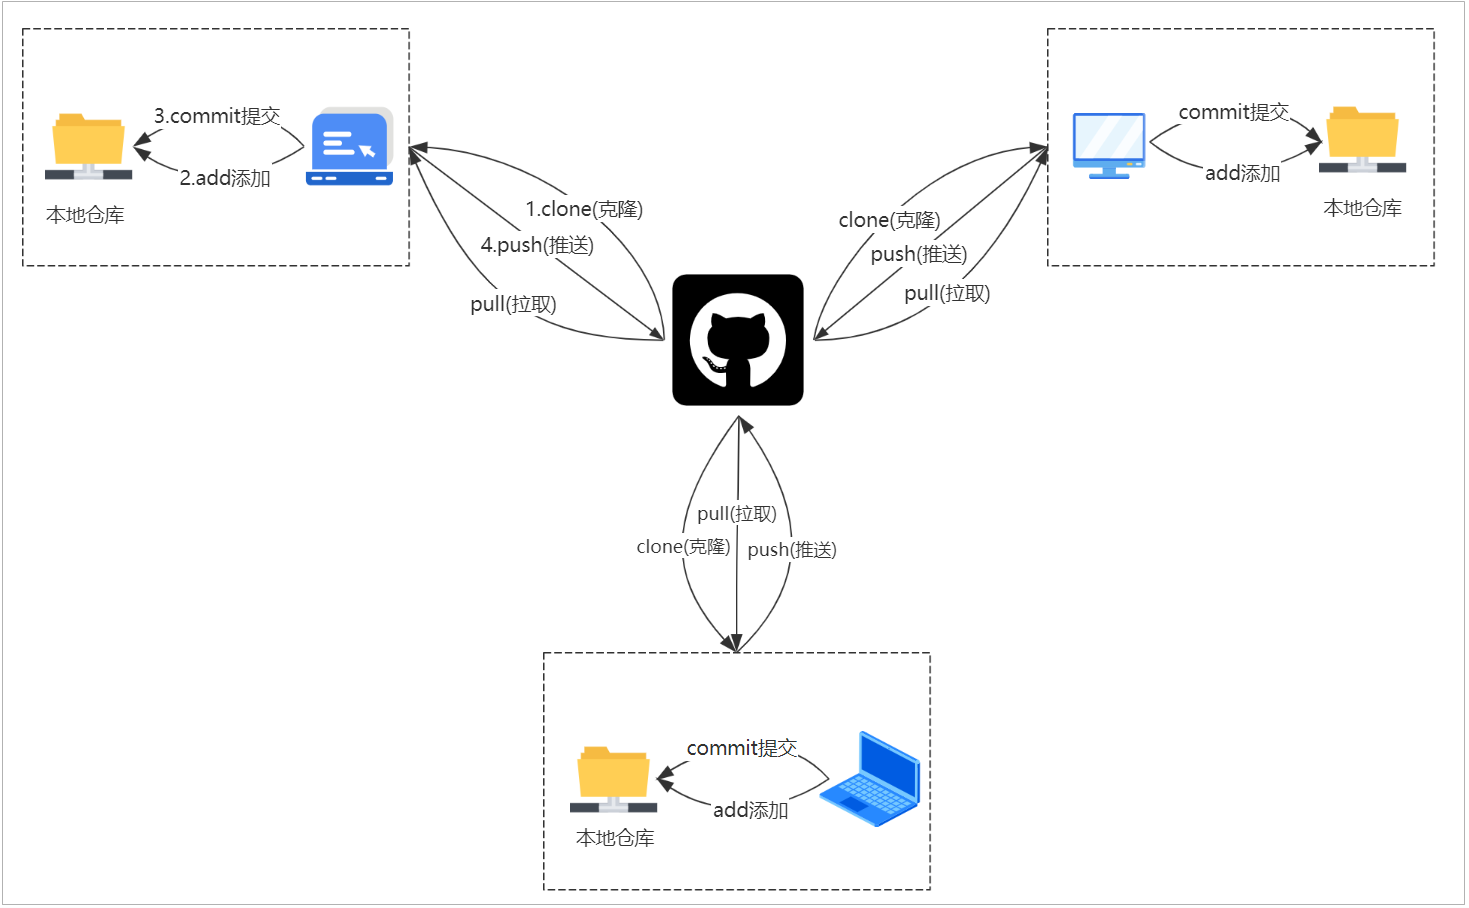 3.commit提交
2.add添加
本地仓库
1.clone(克隆)
4.push(推送)
pull(拉取)
commit提交
add添加
本地仓库
clone(克隆)
push(推送)
pull(拉取)
pull(拉取)
clone(克隆)
push(推送)
commit提交
add添加
本地仓库